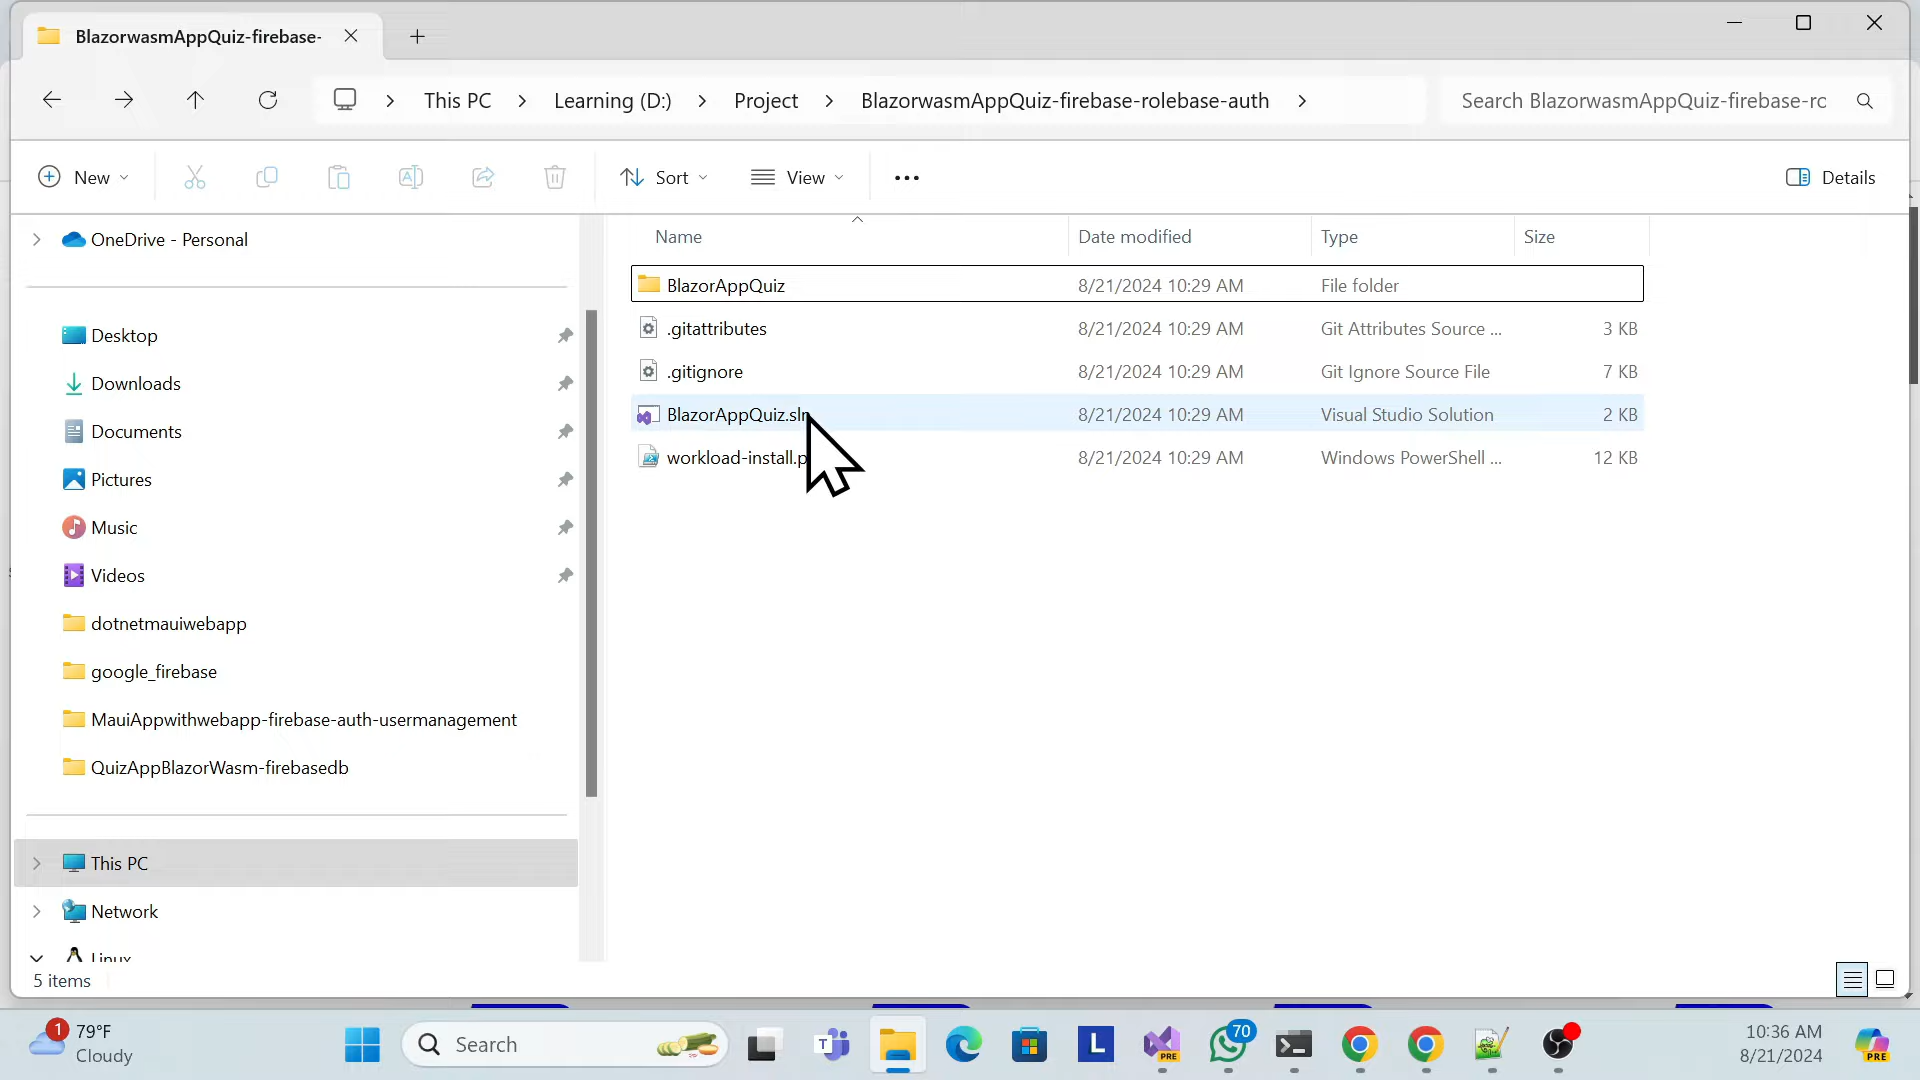 BlazorwasmAppQuiz-firebase-
This PC
Learning (D:)
Project
BlazorwasmAppQuiz-firebase-rolebase-auth
Search BlazorwasmAppQuiz-firebase-rc
New
Sort
View
Details
OneDrive - Personal
Desktop
Downloads
Documents
Pictures
Music
Videos
dotnetmauiwebapp
google_firebase
MauiAppwithwebapp-firebase-auth-usermanagement
QuizAppBlazorWasm-firebasedb
This PC
Network
Linux
Name Date modified Type Size
BlazorAppQuiz 8/21/2024 10:29 AM File folder
.gitattributes 8/21/2024 10:29 AM Git Attributes Source ... 3 KB
.gitignore 8/21/2024 10:29 AM Git Ignore Source File 7 KB
BlazorAppQuiz.sln 8/21/2024 10:29 AM Visual Studio Solution 2 KB
workload-install.p 8/21/2024 10:29 AM Windows PowerShell ... 12 KB
5 items
1
79°F
Cloudy
Search
T
L
PRE
70
10:36 AM
8/21/2024
PRE